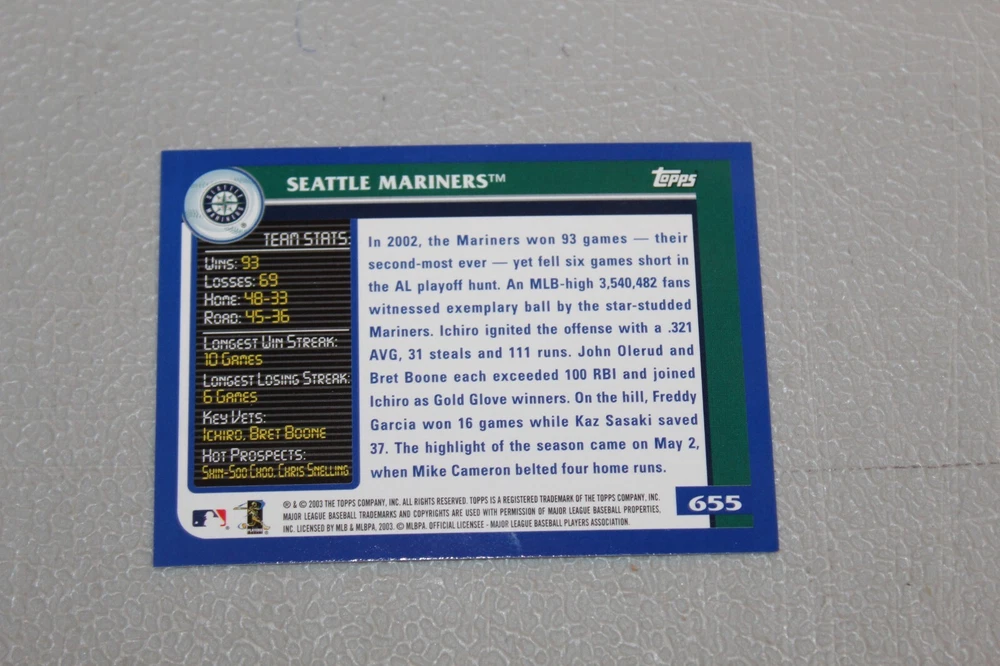 SEATTLE MARINERS™
topps
SEATTLE
MARINERS
TEAM STATS:
WINS: 93
LOSSES: 69
HOME: 48-33
ROAD: 45-36
LONGEST WIN STREAK:
10 GAMES
LONGEST LOSING STREAK:
6 GAMES
KEY VETS:
ICHIRO, BRET BOONE
HOT PROSPECTS:
SHIN-SOO CHOO, CHRIS SNELLING
In 2002, the Mariners won 93 games — their
second-most ever — yet fell six games short in
the AL playoff hunt. An MLB-high 3,540,482 fans
witnessed exemplary ball by the star-studded
Mariners. Ichiro ignited the offense with a .321
AVG, 31 steals and 111 runs. John Olerud and
Bret Boone each exceeded 100 RBI and joined
Ichiro as Gold Glove winners. On the hill, Freddy
Garcia won 16 games while Kaz Sasaki saved
37. The highlight of the season came on May 2,
when Mike Cameron belted four home runs.
® & © 2003 THE TOPPS COMPANY, INC. ALL RIGHTS RESERVED. TOPPS IS A REGISTERED TRADEMARK OF THE TOPPS COMPANY, INC.
MAJOR LEAGUE BASEBALL TRADEMARKS AND COPYRIGHTS ARE USED WITH PERMISSION OF MAJOR LEAGUE BASEBALL PROPERTIES,
INC. LICENSED BY MLB & MLBPA, 2003. © MLBPA. OFFICIAL LICENSEE - MAJOR LEAGUE BASEBALL PLAYERS ASSOCIATION.
655